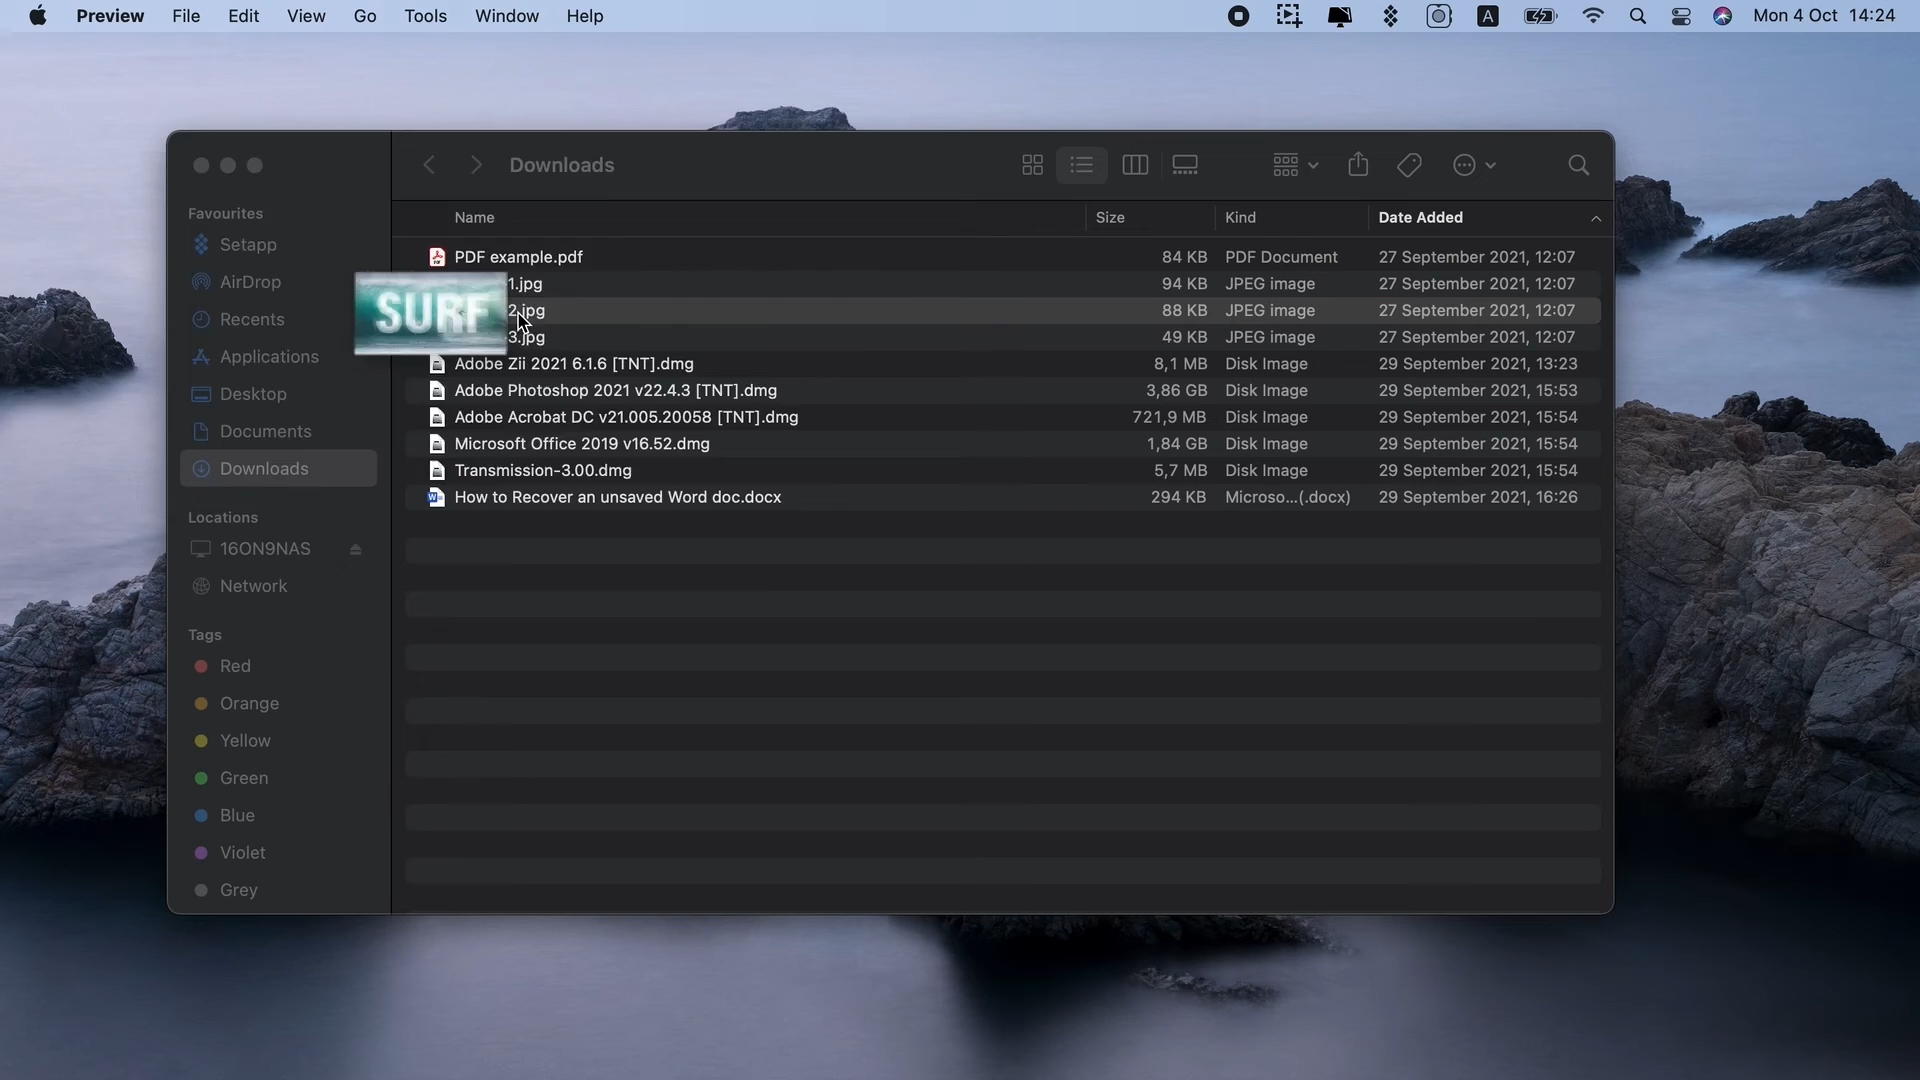 Preview File Edit View Go Tools Window Help A Mon 4 Oct 14:24
Downloads
Favourites
Setapp
AirDrop
Recents
Applications
Desktop
Documents
Downloads
Locations
16ON9NAS
Network
Tags
Red
Orange
Yellow
Green
Blue
Violet
Grey
Name Size Kind Date Added
PDF example.pdf 84 KB PDF Document 27 September 2021, 12:07
1.jpg 94 KB JPEG image 27 September 2021, 12:07
2.jpg 88 KB JPEG image 27 September 2021, 12:07
3.jpg 49 KB JPEG image 27 September 2021, 12:07
SURF
Adobe Zii 2021 6.1.6 [TNT].dmg 8,1 MB Disk Image 29 September 2021, 13:23
Adobe Photoshop 2021 v22.4.3 [TNT].dmg 3,86 GB Disk Image 29 September 2021, 15:53
Adobe Acrobat DC v21.005.20058 [TNT].dmg 721,9 MB Disk Image 29 September 2021, 15:54
Microsoft Office 2019 v16.52.dmg 1,84 GB Disk Image 29 September 2021, 15:54
Transmission-3.00.dmg 5,7 MB Disk Image 29 September 2021, 15:54
How to Recover an unsaved Word doc.docx 294 KB Microso...(.docx) 29 September 2021, 16:26